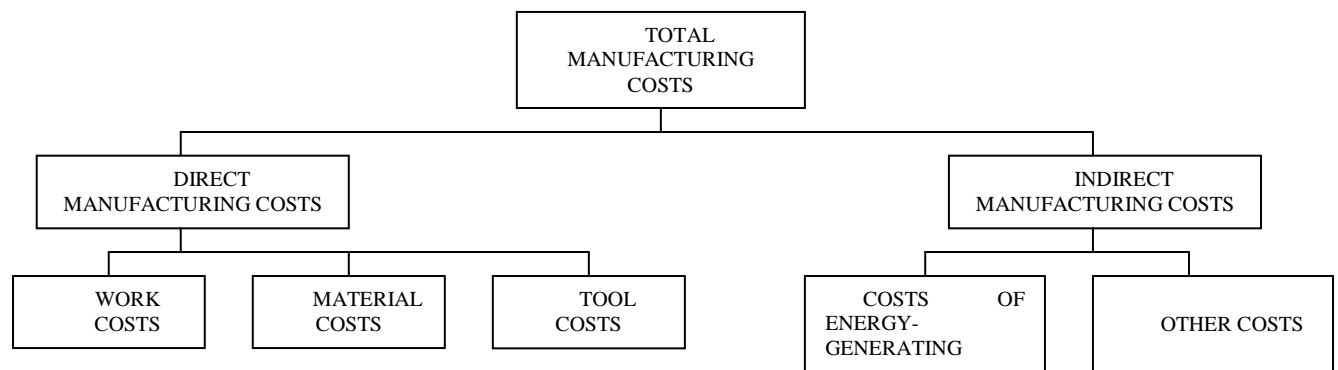 TOTAL
MANUFACTURING
COSTS
DIRECT
MANUFACTURING COSTS
INDIRECT
MANUFACTURING COSTS
WORK
COSTS
MATERIAL
COSTS
TOOL
COSTS
COSTS OF
ENERGY-
GENERATING
OTHER COSTS